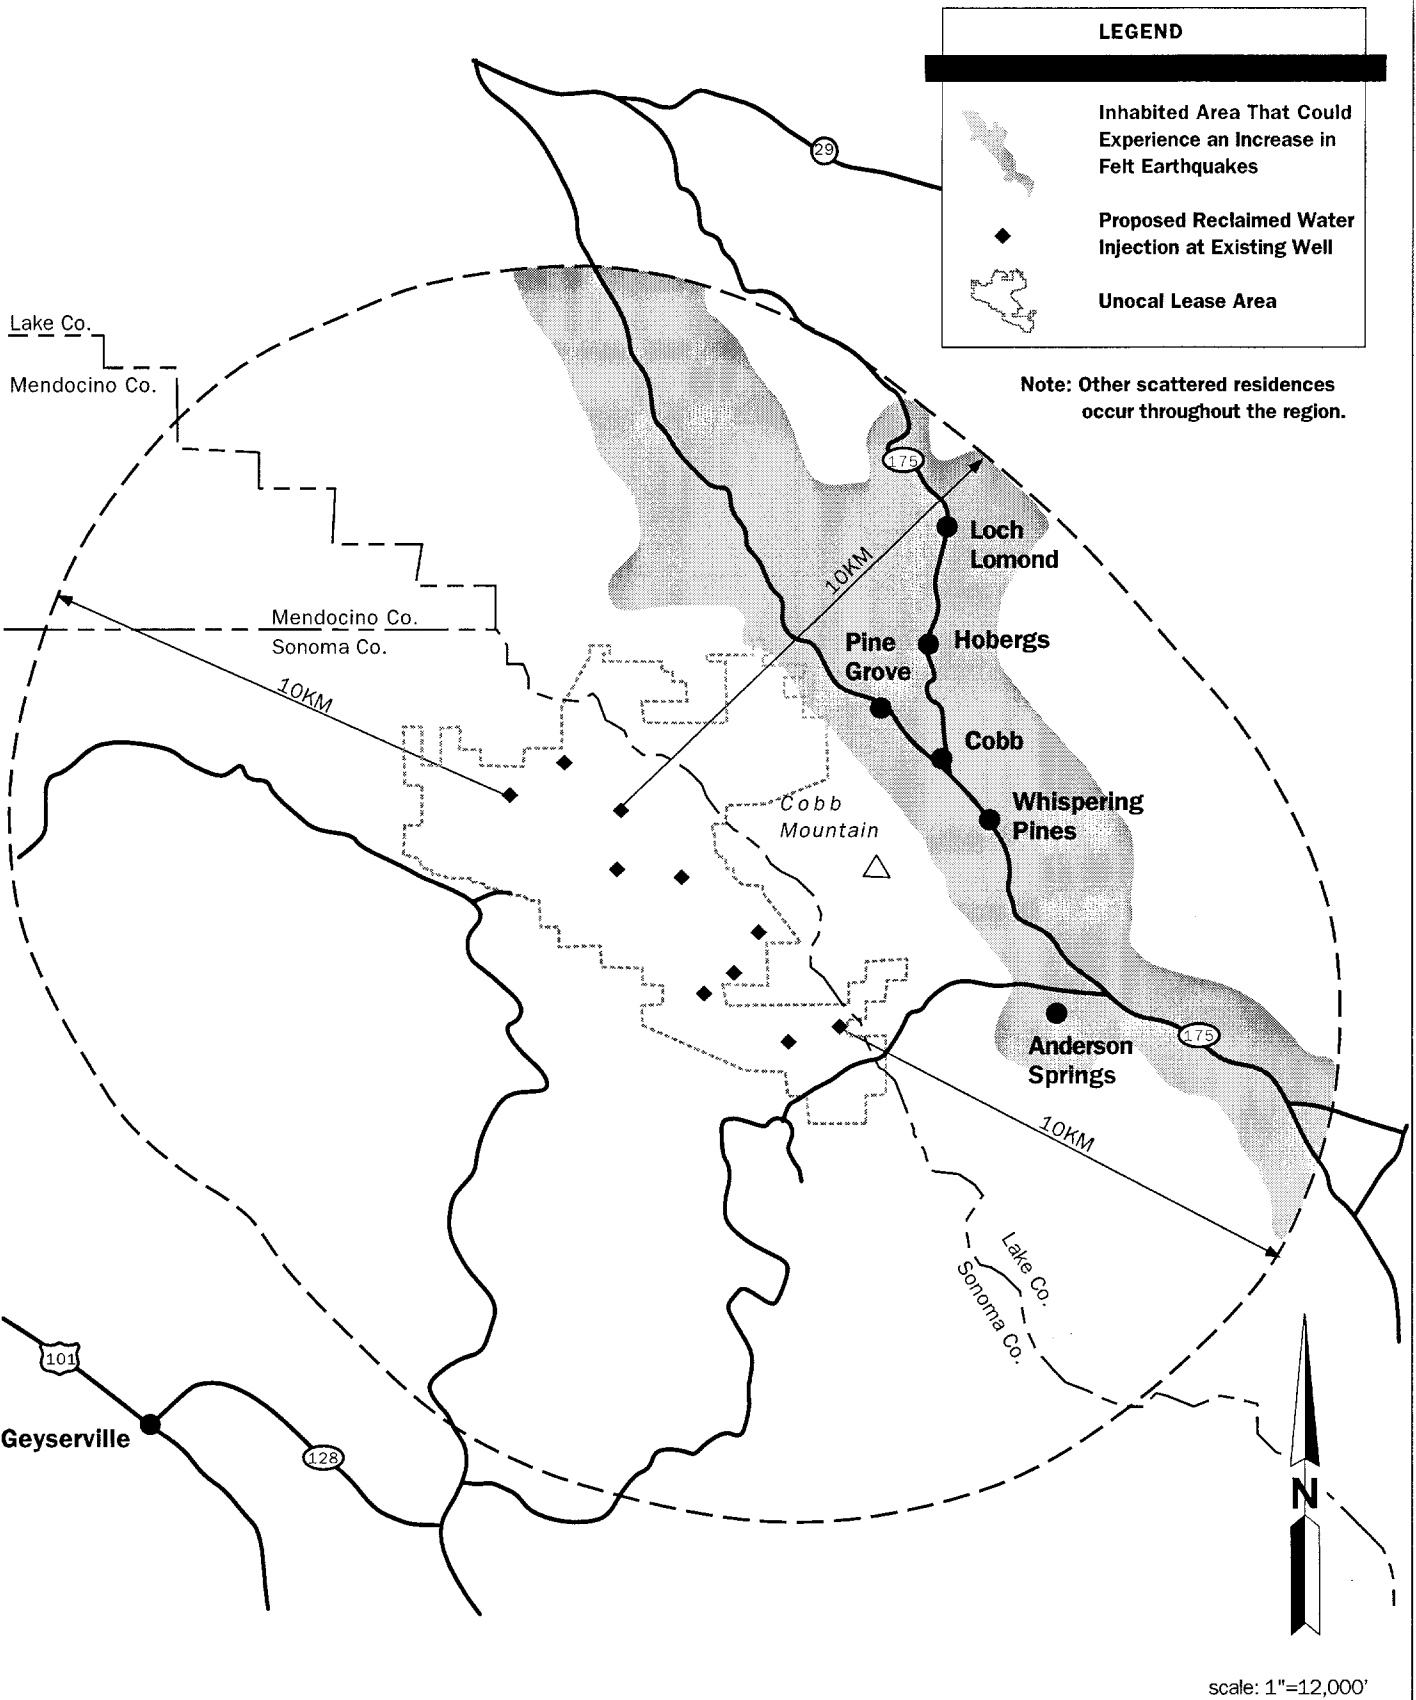 LEGEND
Inhabited Area That Could
Experience an Increase in
Felt Earthquakes
Proposed Reclaimed Water
Injection at Existing Well
Unocal Lease Area
Note: Other scattered residences
occur throughout the region.
29
Lake Co.
Mendocino Co.
175
Loch
Lomond
10KM
Mendocino Co.
Sonoma Co.
Pine
Grove
Hobergs
10KM
Cobb
Cobb
Mountain
Whispering
Pines
Anderson
Springs
175
10KM
Lake Co.
Sonoma Co.
101
Geyserville
128
N
scale: 1"=12,000'